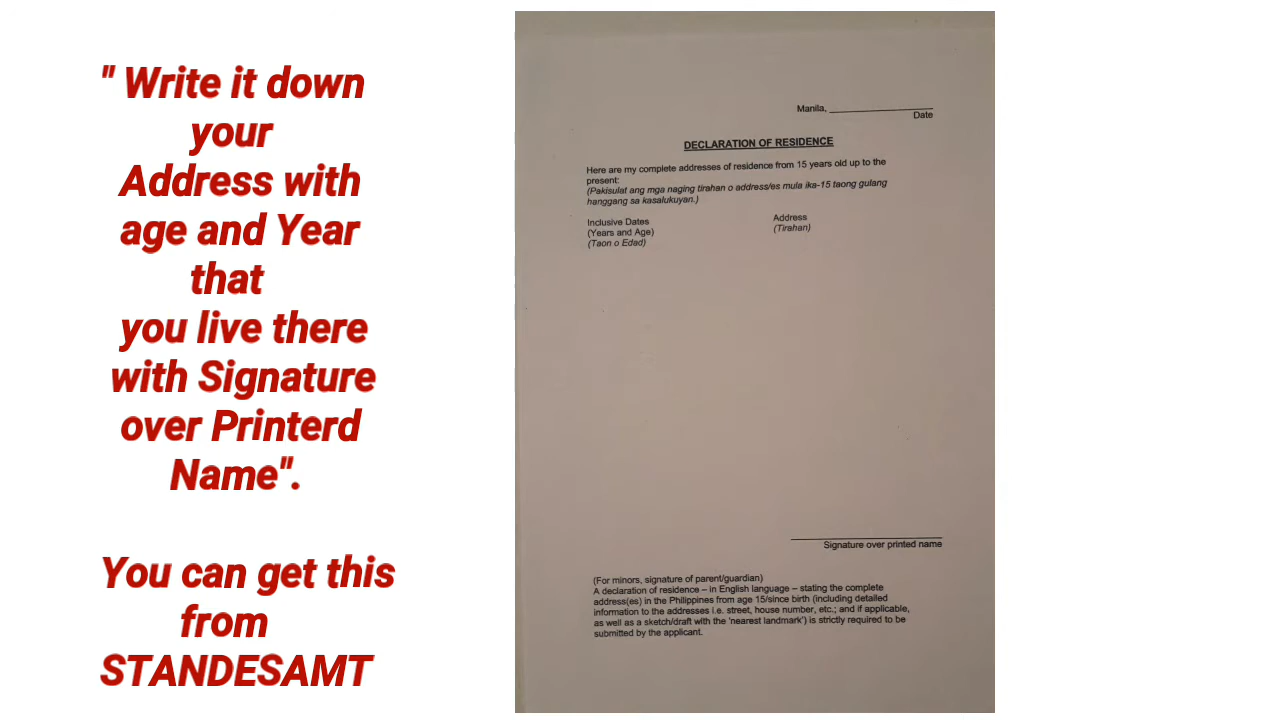 " Write it down
your
Address with
age and Year
that
you live there
with Signature
over Printerd
Name".
You can get this
from
STANDESAMT
Manila, ____________________
Date
DECLARATION OF RESIDENCE
Here are my complete addresses of residence from 15 years old up to the
present:
(Pakisulat ang mga naging tirahan o address/es mula ika-15 taong gulang
hanggang sa kasalukuyan.)
Inclusive Dates
(Years and Age)
(Taon o Edad)
Address
(Tirahan)
Signature over printed name
(For minors, signature of parent/guardian)
A declaration of residence – in English language – stating the complete
address(es) in the Philippines from age 15/since birth (including detailed
information to the addresses i.e. street, house number, etc.; and if applicable,
as well as a sketch/draft with the 'nearest landmark') is strictly required to be
submitted by the applicant.